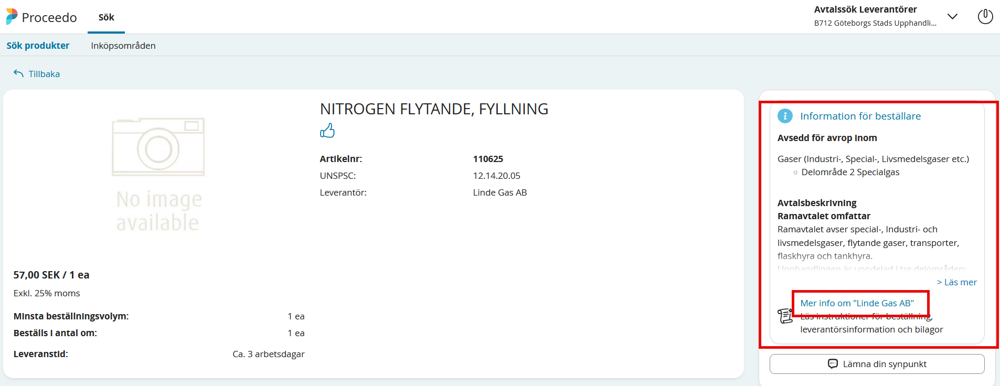 Proceedo
Sök
Avtalssök Leverantörer
B712 Göteborgs Stads Upphandli...
Sök produkter
Inköpsområden
Tillbaka
No image
available
NITROGEN FLYTANDE, FYLLNING
Artikelnr: 110625
UNSPSC: 12.14.20.05
Leverantör: Linde Gas AB
57,00 SEK / 1 ea
Exkl. 25% moms
Minsta beställningsvolym: 1 ea
Beställs i antal om: 1 ea
Leveranstid: Ca. 3 arbetsdagar
Information för beställare
Avsedd för avrop inom
Gaser (Industri-, Special-, Livsmedelsgaser etc.)
Delområde 2 Specialgas
Avtalsbeskrivning
Ramavtalet omfattar
Ramavtalet avser special-, Industri- och
livsmedelsgaser, flytande gaser, transporter,
flaskhyra och tankhyra.
Upphandlingen är uppdelad i tre delområden:
> Läs mer
Mer info om "Linde Gas AB"
Läs instruktioner för beställning,
leverantörsinformation och bilagor
Lämna din synpunkt